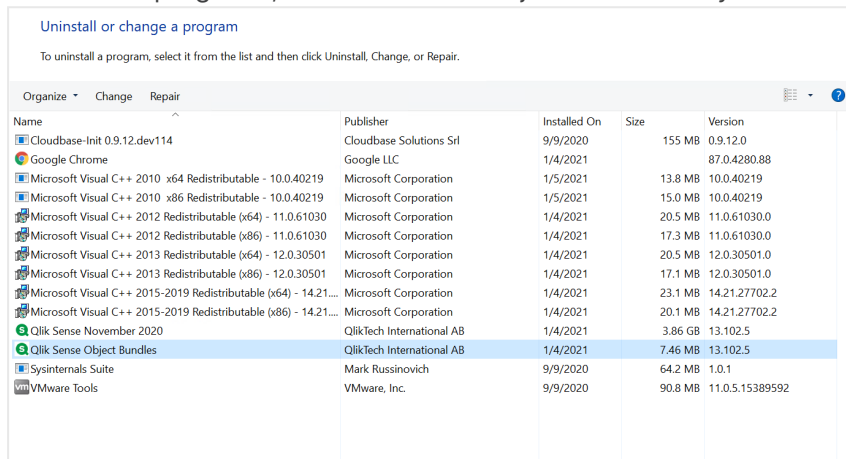 Uninstall or change a program
To uninstall a program, select it from the list and then click Uninstall, Change, or Repair.
Organize Change Repair
Name Publisher Installed On Size Version
Cloudbase-Init 0.9.12.dev114 Cloudbase Solutions Srl 9/9/2020 155 MB 0.9.12.0
Google Chrome Google LLC 1/4/2021 87.0.4280.88
Microsoft Visual C++ 2010 x64 Redistributable - 10.0.40219 Microsoft Corporation 1/5/2021 13.8 MB 10.0.40219
Microsoft Visual C++ 2010 x86 Redistributable - 10.0.40219 Microsoft Corporation 1/5/2021 15.0 MB 10.0.40219
Microsoft Visual C++ 2012 Redistributable (x64) - 11.0.61030 Microsoft Corporation 1/4/2021 20.5 MB 11.0.61030.0
Microsoft Visual C++ 2012 Redistributable (x86) - 11.0.61030 Microsoft Corporation 1/4/2021 17.3 MB 11.0.61030.0
Microsoft Visual C++ 2013 Redistributable (x64) - 12.0.30501 Microsoft Corporation 1/4/2021 20.5 MB 12.0.30501.0
Microsoft Visual C++ 2013 Redistributable (x86) - 12.0.30501 Microsoft Corporation 1/4/2021 17.1 MB 12.0.30501.0
Microsoft Visual C++ 2015-2019 Redistributable (x64) - 14.21.... Microsoft Corporation 1/4/2021 23.1 MB 14.21.27702.2
Microsoft Visual C++ 2015-2019 Redistributable (x86) - 14.21.... Microsoft Corporation 1/4/2021 20.1 MB 14.21.27702.2
Qlik Sense November 2020 QlikTech International AB 1/4/2021 3.86 GB 13.102.5
Qlik Sense Object Bundles QlikTech International AB 1/4/2021 7.46 MB 13.102.5
Sysinternals Suite Mark Russinovich 9/9/2020 64.2 MB 1.0.1
vm VMware Tools VMware, Inc. 9/9/2020 90.8 MB 11.0.5.15389592